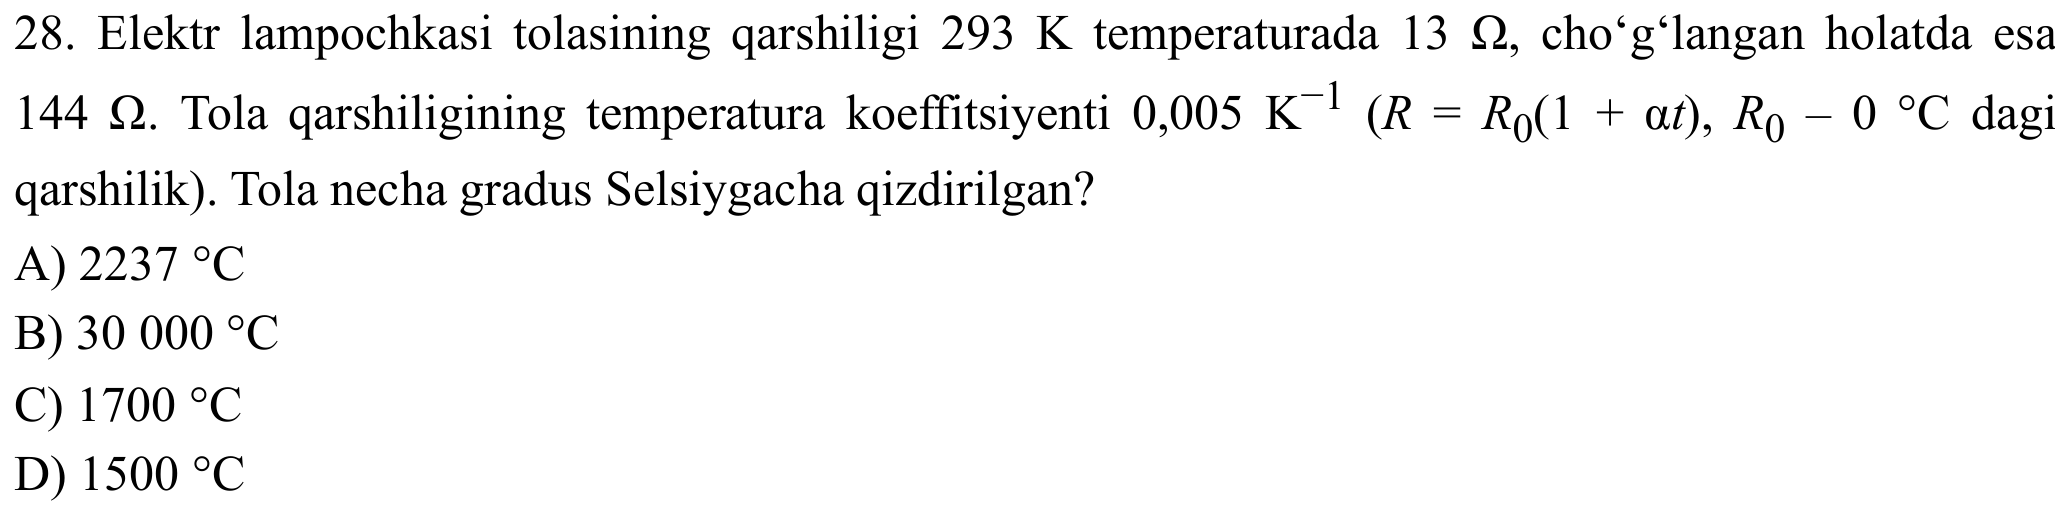 28. Elektr lampochkasi tolasining qarshiligi 293 K temperaturada 13 Ω, cho‘g‘langan holatda esa
144 Ω. Tola qarshiligining temperatura koeffitsiyenti 0,005 K⁻¹ (R = R₀(1 + αt), R₀ – 0 °C dagi
qarshilik). Tola necha gradus Selsiygacha qizdirilgan?
A) 2237 °C
B) 30 000 °C
C) 1700 °C
D) 1500 °C